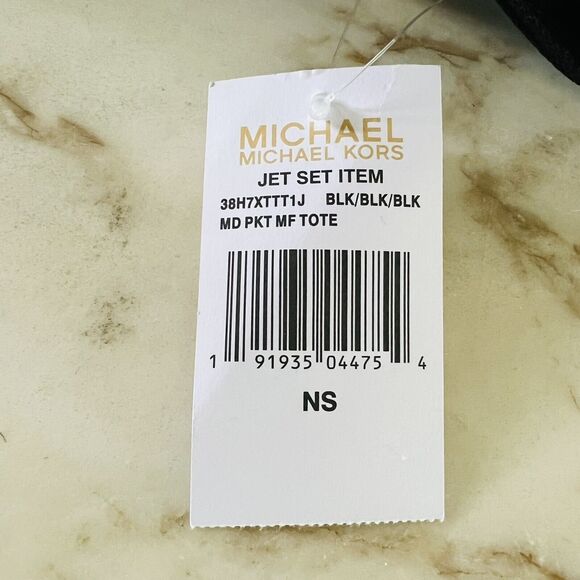 MICHAEL
MICHAEL KORS
JET SET ITEM
38H7XTTT1J BLK/BLK/BLK
MD PKT MF TOTE
1 91935 04475 4
NS